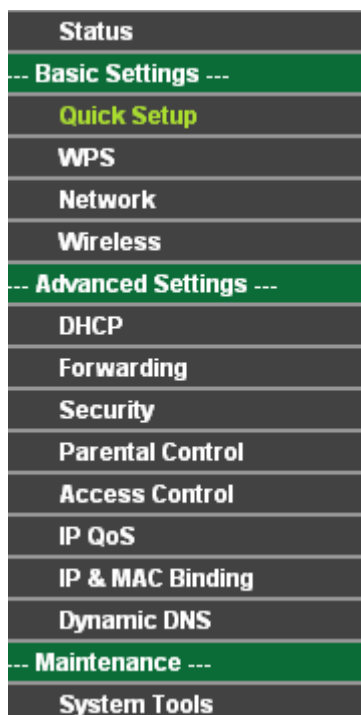 Status
--- Basic Settings ---
Quick Setup
WPS
Network
Wireless
--- Advanced Settings ---
DHCP
Forwarding
Security
Parental Control
Access Control
IP QoS
IP & MAC Binding
Dynamic DNS
--- Maintenance ---
System Tools